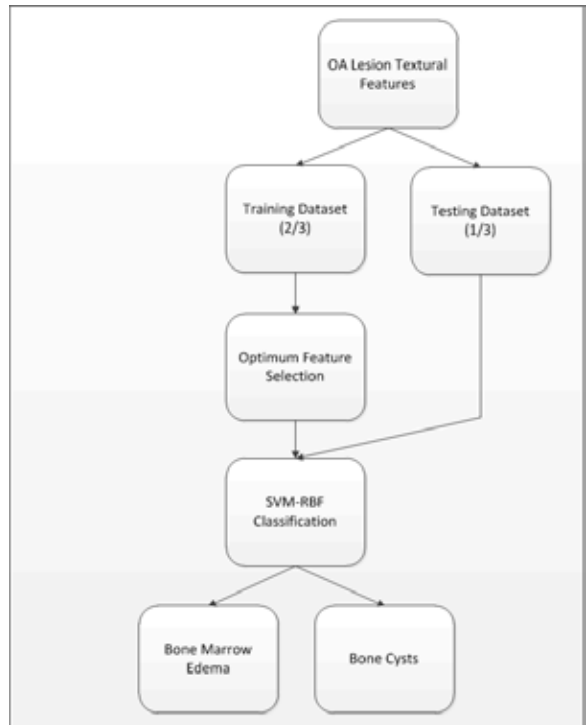 OA Lesion Textural
Features
Training Dataset
(2/3)
Testing Dataset
(1/3)
Optimum Feature
Selection
SVM-RBF
Classification
Bone Marrow
Edema
Bone Cysts